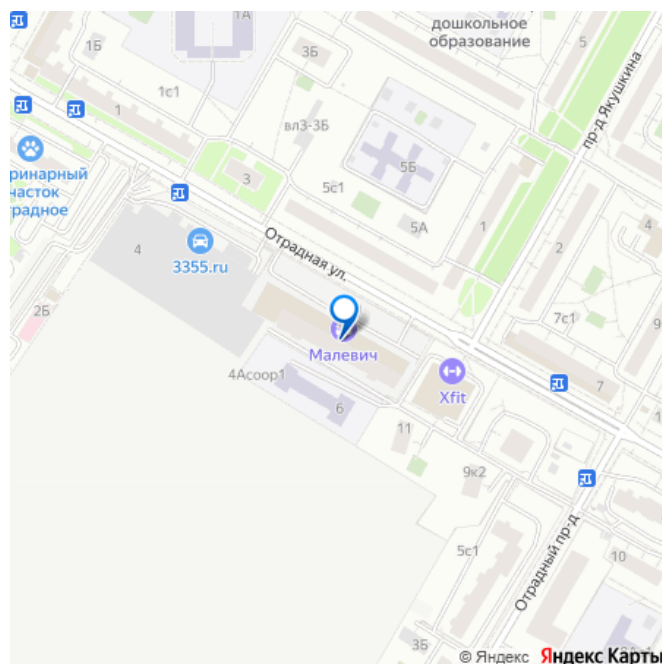 1А
дошкольное
образование
1Б
3Б
5
пр-д Якушкина
1с1
1
вл3-3Б
ринарный
часток
радное
3
5Б
5с1
5А
1
4
Отрадная ул.
2
4
3355.ru
2Б
7с1
9
Малевич
4Асоор1
Xfit
7
6
11
9к2
5с1
Отрадный пр-д
10
3Б
© Яндекс Яндекс Карты